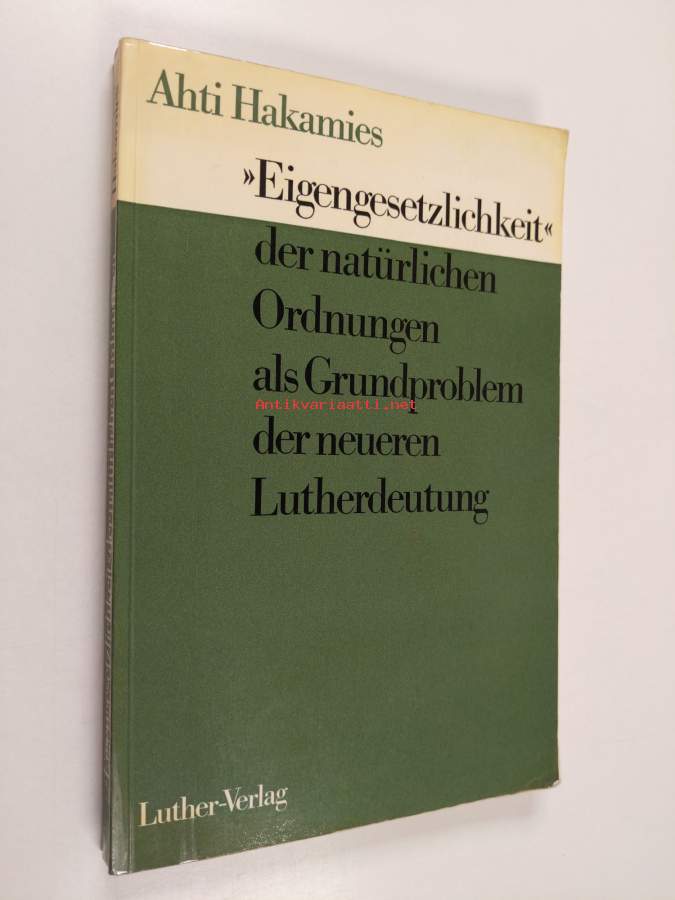 Ahti Hakamies
»Eigengesetzlichkeit«
der natürlichen
Ordnungen
als Grundproblem
Antikvariaatti.net
der neueren
Lutherdeutung
Luther-Verlag